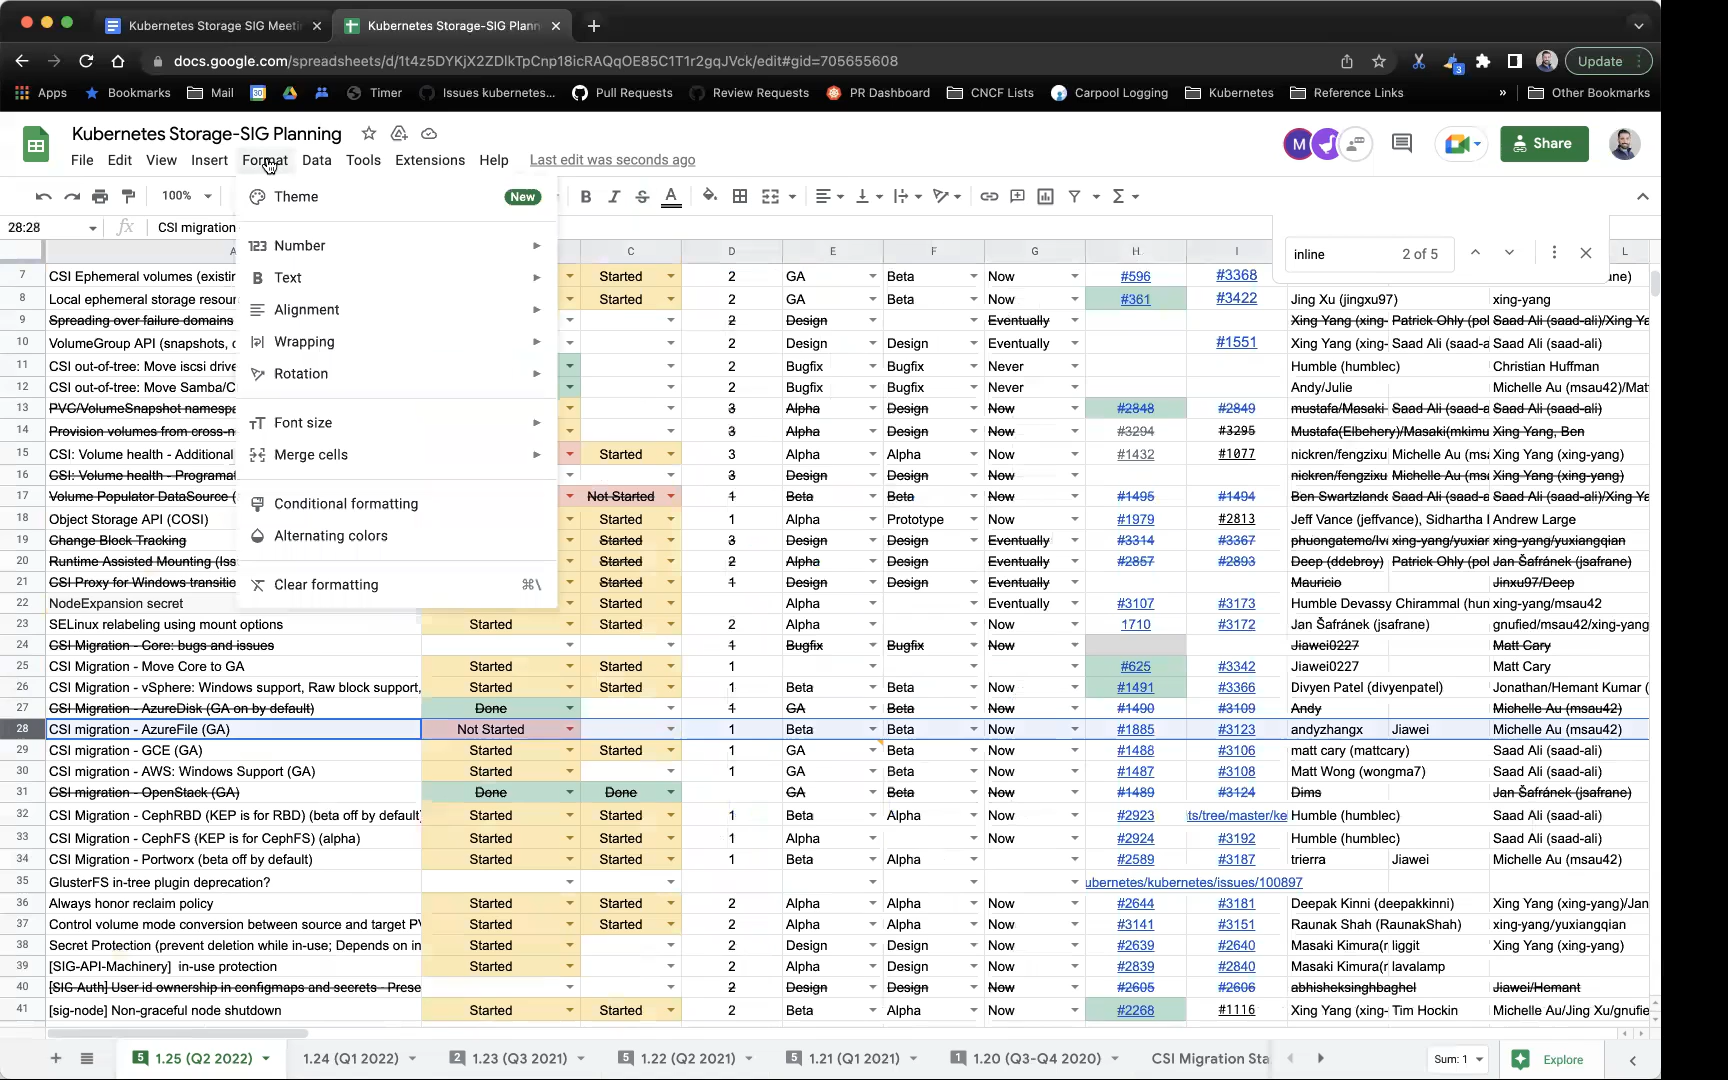 Kubernetes Storage SIG Meeti
Kubernetes Storage-SIG Plann
docs.google.com/spreadsheets/d/1t4z5DYKjX2ZDlkTpCnp18icRAQqOE85C1T1r2gqJVck/edit#gid=705655608
3 Update
Apps Bookmarks Mail 30 Timer Issues kubernetes... Pull Requests Review Requests PR Dashboard CNCF Lists Carpool Logging Kubernetes Reference Links » Other Bookmarks
Kubernetes Storage-SIG Planning
M Share
File Edit View Insert Format Data Tools Extensions Help Last edit was seconds ago
100% B I S A
28:28 fx CSI migration
Theme New
Number
Text
Alignment
Wrapping
Rotation
Font size
Merge cells
Conditional formatting
Alternating colors
Clear formatting ⌘\
inline 2 of 5
A C D E F G H I L
7 CSI Ephemeral volumes (existin Started 2 GA Beta Now #596 #3368 ne)
8 Local ephemeral storage resour Started 2 GA Beta Now #361 #3422 Jing Xu (jingxu97) xing-yang
9 Spreading over failure domains 2 Design Eventually Xing Yang (xing- Patrick Ohly (pol Saad Ali (saad-ali)/Xing Ya
10 VolumeGroup API (snapshots, c 2 Design Design Eventually #1551 Xing Yang (xing- Saad Ali (saad-a Saad Ali (saad-ali)
11 CSI out-of-tree: Move iscsi drive 2 Bugfix Bugfix Never Humble (humblec) Christian Huffman
12 CSI out-of-tree: Move Samba/C 2 Bugfix Bugfix Never Andy/Julie Michelle Au (msau42)/Mat
13 PVC/VolumeSnapshot namespa 3 Alpha Design Now #2848 #2849 mustafa/Masaki Saad Ali (saad-a Saad Ali (saad-ali)
14 Provision volumes from cross-n 3 Alpha Design Now #3294 #3295 Mustafa(Elbehery)/Masaki(mkimu Xing Yang, Ben
15 CSI: Volume health - Additional Started 3 Alpha Alpha Now #1432 #1077 nickren/fengzixu Michelle Au (msa Xing Yang (xing-yang)
16 CSI: Volume health - Programat 3 Design Design Now nickren/fengzixu Michelle Au (msa Xing Yang (xing-yang)
17 Volume Populator DataSource ( Not Started 1 Beta Beta Now #1495 #1494 Ben Swartzlande Saad Ali (saad-a Saad Ali (saad-ali)/Xing Ya
18 Object Storage API (COSI) Started 1 Alpha Prototype Now #1979 #2813 Jeff Vance (jeffvance), Sidhartha I Andrew Large
19 Change Block Tracking Started 3 Design Design Eventually #3314 #3367 phuongatemc/Iv xing-yang/yuxian xing-yang/yuxiangqian
20 Runtime Assisted Mounting (Iss Started 2 Alpha Design Eventually #2857 #2893 Deep (ddebroy) Patrick Ohly (pol Jan Šafránek (jsafrane)
21 CSI Proxy for Windows transitic Started 1 Design Design Eventually Mauricio Jinxu97/Deep
22 NodeExpansion secret Started Alpha Eventually #3107 #3173 Humble Devassy Chirammal (hun xing-yang/msau42
23 SELinux relabeling using mount options Started Started 2 Alpha Now 1710 #3172 Jan Šafránek (jsafrane) gnufied/msau42/xing-yang
24 CSI Migration - Core: bugs and issues 1 Bugfix Bugfix Now Jiawei0227 Matt Cary
25 CSI Migration - Move Core to GA Started Started 1 #625 #3342 Jiawei0227 Matt Cary
26 CSI Migration - vSphere: Windows support, Raw block support, Started Started 1 Beta Beta Now #1491 #3366 Divyen Patel (divyenpatel) Jonathan/Hemant Kumar (
27 CSI Migration - AzureDisk (GA on by default) Done 1 GA Beta Now #1490 #3109 Andy Michelle Au (msau42)
28 CSI migration - AzureFile (GA) Not Started 1 Beta Beta Now #1885 #3123 andyzhangx Jiawei Michelle Au (msau42)
29 CSI migration - GCE (GA) Started Started 1 GA Beta Now #1488 #3106 matt cary (mattcary) Saad Ali (saad-ali)
30 CSI migration - AWS: Windows Support (GA) Started 1 GA Beta Now #1487 #3108 Matt Wong (wongma7) Saad Ali (saad-ali)
31 CSI migration - OpenStack (GA) Done Done GA Beta Now #1489 #3124 Dims Jan Šafránek (jsafrane)
32 CSI Migration - CephRBD (KEP is for RBD) (beta off by default) Started Started 1 Beta Alpha Now #2923 ts/tree/master/ke Humble (humblec) Saad Ali (saad-ali)
33 CSI Migration - CephFS (KEP is for CephFS) (alpha) Started Started 1 Alpha Now #2924 #3192 Humble (humblec) Saad Ali (saad-ali)
34 CSI Migration - Portworx (beta off by default) Started Started 1 Beta Alpha #2589 #3187 trierra Jiawei Michelle Au (msau42)
35 GlusterFS in-tree plugin deprecation? ubernetes/kubernetes/issues/100897
36 Always honor reclaim policy Started Started 2 Alpha Alpha Now #2644 #3181 Deepak Kinni (deepakkinni) Xing Yang (xing-yang)/Jan
37 Control volume mode conversion between source and target PV Started Started 2 Alpha Alpha Now #3141 #3151 Raunak Shah (RaunakShah) xing-yang/yuxiangqian
38 Secret Protection (prevent deletion while in-use; Depends on in Started 2 Design Design Now #2639 #2640 Masaki Kimura(r liggit Xing Yang (xing-yang)
39 [SIG-API-Machinery] in-use protection Started 2 Alpha Design Now #2839 #2840 Masaki Kimura(r lavalamp
40 [SIG Auth] User id ownership in configmaps and secrets - Prese 2 Design Design Now #2605 #2606 abhisheksinghbaghel Jiawei/Hemant
41 [sig-node] Non-graceful node shutdown Started Started 2 Beta Alpha Now #2268 #1116 Xing Yang (xing- Tim Hockin Michelle Au/Jing Xu/gnufie
5 1.25 (Q2 2022) 1.24 (Q1 2022) 2 1.23 (Q3 2021) 5 1.22 (Q2 2021) 5 1.21 (Q1 2021) 1 1.20 (Q3-Q4 2020) CSI Migration Sta Sum: 1 Explore